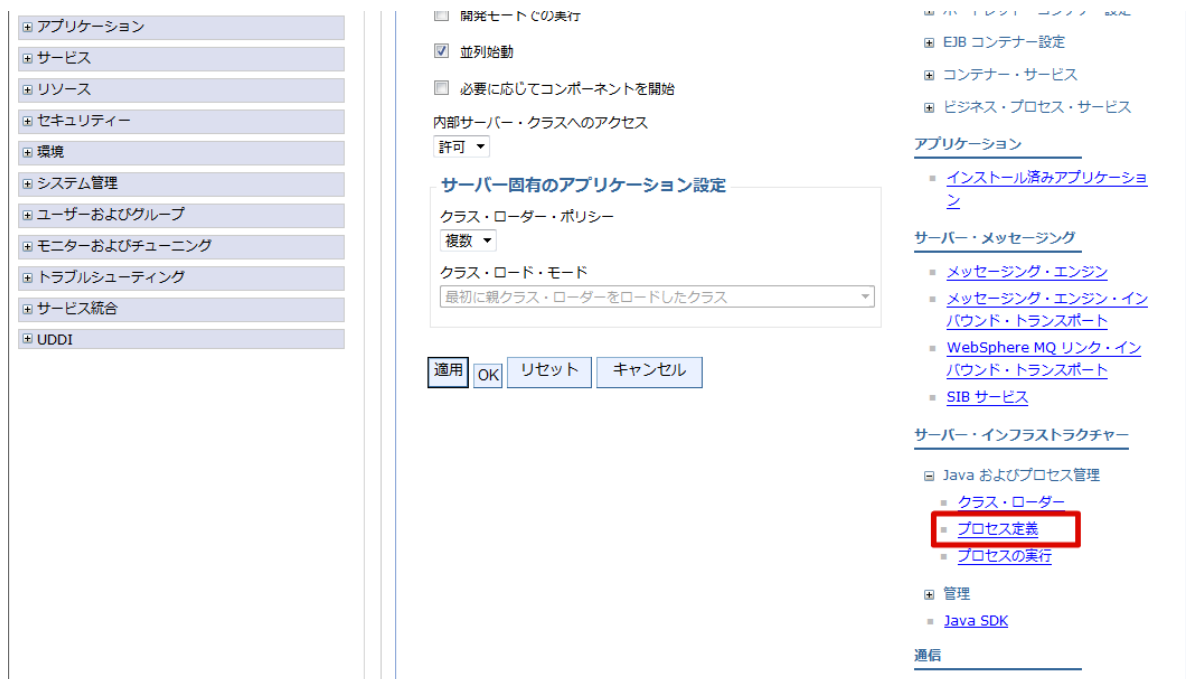 アプリケーション
サービス
リソース
セキュリティー
環境
システム管理
ユーザーおよびグループ
モニターおよびチューニング
トラブルシューティング
サービス統合
UDDI
開発モードでの実行
並列始動
必要に応じてコンポーネントを開始
内部サーバー・クラスへのアクセス
許可
サーバー固有のアプリケーション設定
クラス・ローダー・ポリシー
複数
クラス・ロード・モード
最初に親クラス・ローダーをロードしたクラス
適用 OK リセット キャンセル
EJB コンテナー設定
コンテナー・サービス
ビジネス・プロセス・サービス
アプリケーション
インストール済みアプリケーショ
ン
サーバー・メッセージング
メッセージング・エンジン
メッセージング・エンジン・イン
バウンド・トランスポート
WebSphere MQ リンク・イン
バウンド・トランスポート
SIB サービス
サーバー・インフラストラクチャー
Java およびプロセス管理
クラス・ローダー
プロセス定義
プロセスの実行
管理
Java SDK
通信